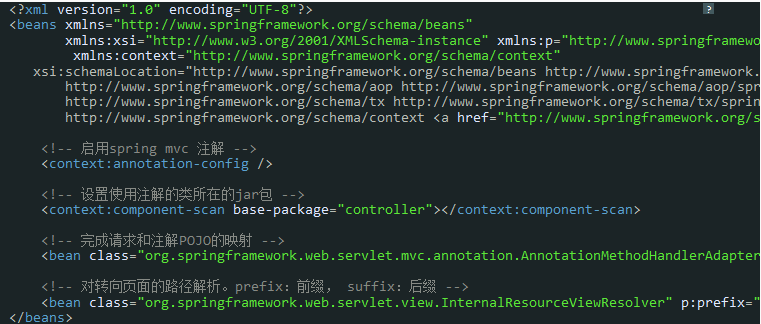 <?xml version="1.0" encoding="UTF-8"?>
?
<beans xmlns="http://www.springframework.org/schema/beans"
xmlns:xsi="http://www.w3.org/2001/XMLSchema-instance" xmlns:p="http://www.springframewo
xmlns:context="http://www.springframework.org/schema/context"
xsi:schemaLocation="http://www.springframework.org/schema/beans http://www.springframework.
http://www.springframework.org/schema/aop http://www.springframework.org/schema/aop/spr
http://www.springframework.org/schema/tx http://www.springframework.org/schema/tx/sprin
http://www.springframework.org/schema/context <a href="http://www.springframework.org/s
<!-- 启用spring mvc 注解 -->
<context:annotation-config />
<!-- 设置使用注解的类所在的jar包 -->
<context:component-scan base-package="controller"></context:component-scan>
<!-- 完成请求和注解POJO的映射 -->
<bean class="org.springframework.web.servlet.mvc.annotation.AnnotationMethodHandlerAdapter
<!-- 对转向页面的路径解析。prefix：前缀， suffix：后缀 -->
<bean class="org.springframework.web.servlet.view.InternalResourceViewResolver" p:prefix="
</beans>